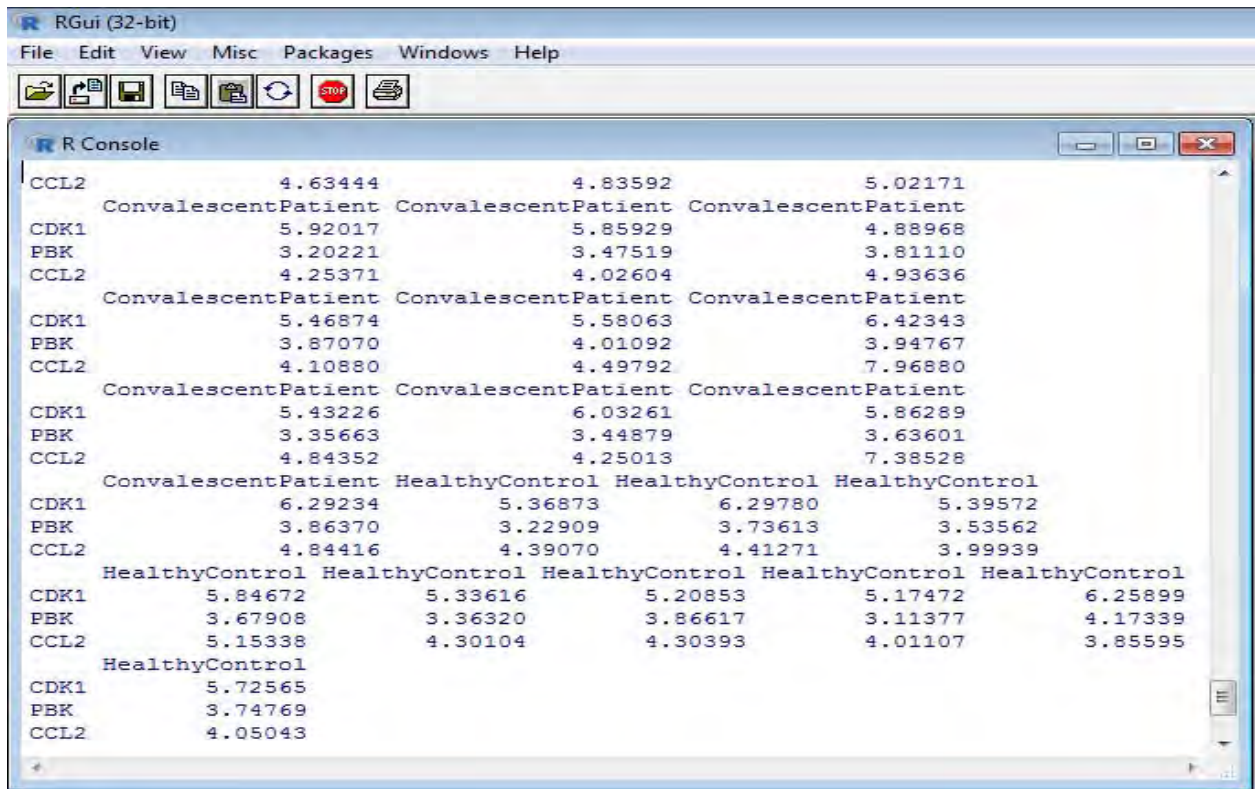 RGui (32-bit)
File Edit View Misc Packages Windows Help
STOP
R Console
CCL2 4.63444 4.83592 5.02171
ConvalescentPatient ConvalescentPatient ConvalescentPatient
CDK1 5.92017 5.85929 4.88968
PBK 3.20221 3.47519 3.81110
CCL2 4.25371 4.02604 4.93636
ConvalescentPatient ConvalescentPatient ConvalescentPatient
CDK1 5.46874 5.58063 6.42343
PBK 3.87070 4.01092 3.94767
CCL2 4.10880 4.49792 7.96880
ConvalescentPatient ConvalescentPatient ConvalescentPatient
CDK1 5.43226 6.03261 5.86289
PBK 3.35663 3.44879 3.63601
CCL2 4.84352 4.25013 7.38528
ConvalescentPatient HealthyControl HealthyControl HealthyControl
CDK1 6.29234 5.36873 6.29780 5.39572
PBK 3.86370 3.22909 3.73613 3.53562
CCL2 4.84416 4.39070 4.41271 3.99939
HealthyControl HealthyControl HealthyControl HealthyControl HealthyControl
CDK1 5.84672 5.33616 5.20853 5.17472 6.25899
PBK 3.67908 3.36320 3.86617 3.11377 4.17339
CCL2 5.15338 4.30104 4.30393 4.01107 3.85595
HealthyControl
CDK1 5.72565
PBK 3.74769
CCL2 4.05043